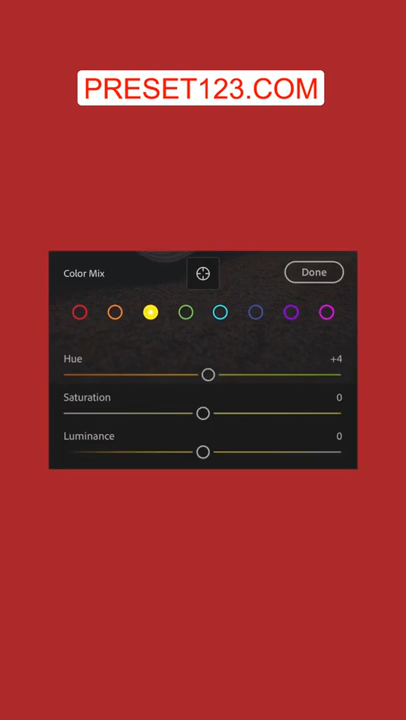 PRESET123.COM
Color Mix
Done
Hue +4
Saturation 0
Luminance 0